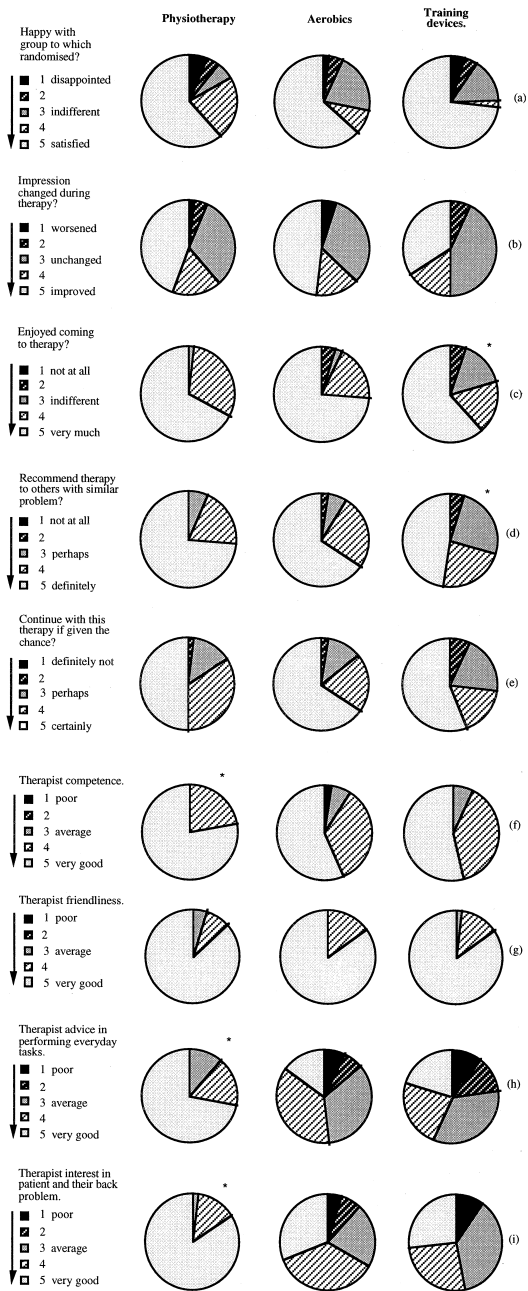 Physiotherapy
Aerobics
Training
devices.
Happy with
group to which
randomised?
1 disappointed
2
3 indifferent
4
5 satisfied
(a)
Impression
changed during
therapy?
1 worsened
2
3 unchanged
4
5 improved
(b)
Enjoyed coming
to therapy?
1 not at all
2
3 indifferent
4
5 very much
*
(c)
Recommend therapy
to others with similar
problem?
1 not at all
2
3 perhaps
4
5 definitely
*
(d)
Continue with this
therapy if given the
chance?
1 definitely not
2
3 perhaps
4
5 certainly
(e)
Therapist competence.
1 poor
2
3 average
4
5 very good
*
(f)
Therapist friendliness.
1 poor
2
3 average
4
5 very good
(g)
Therapist advice in
performing everyday
tasks.
1 poor
2
3 average
4
5 very good
*
(h)
Therapist interest in
patient and their back
problem.
1 poor
2
3 average
4
5 very good
*
(i)